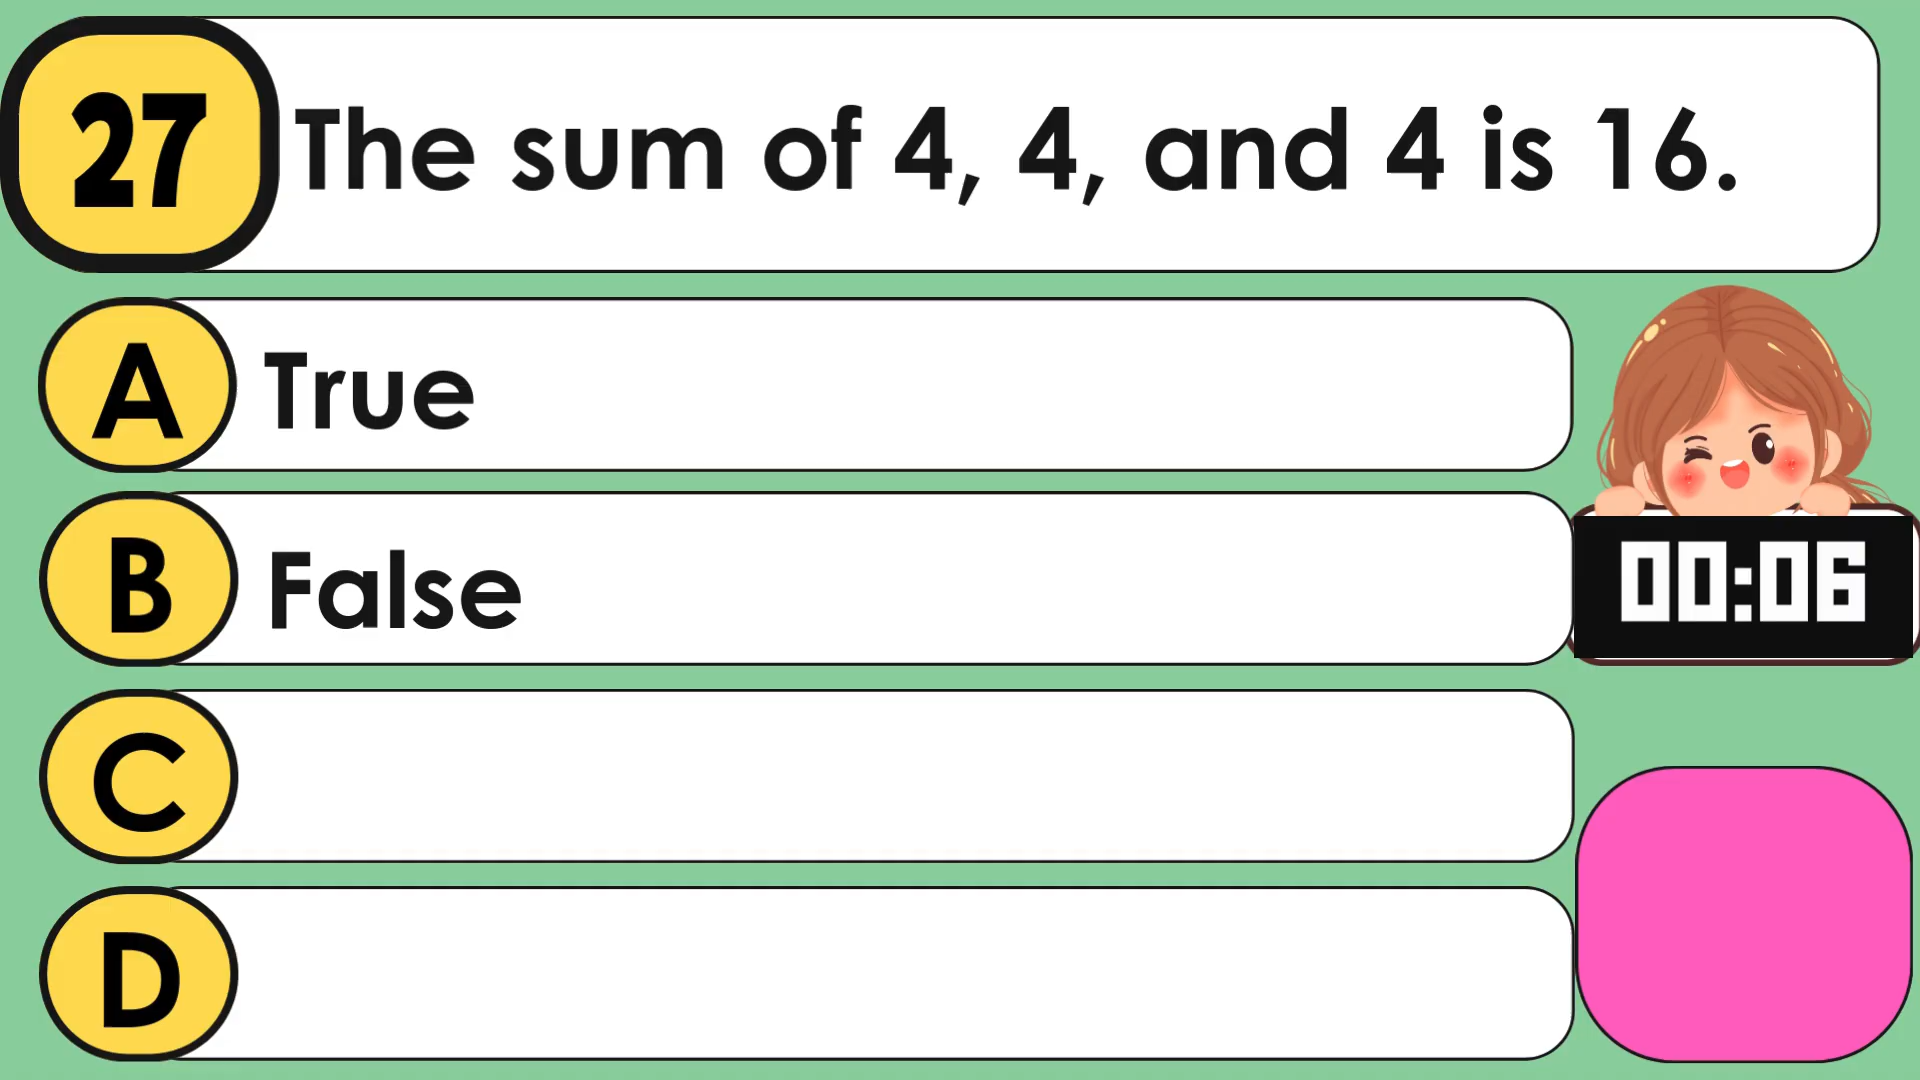 27 The sum of 4, 4, and 4 is 16.
A True
B False
00:06
C
D